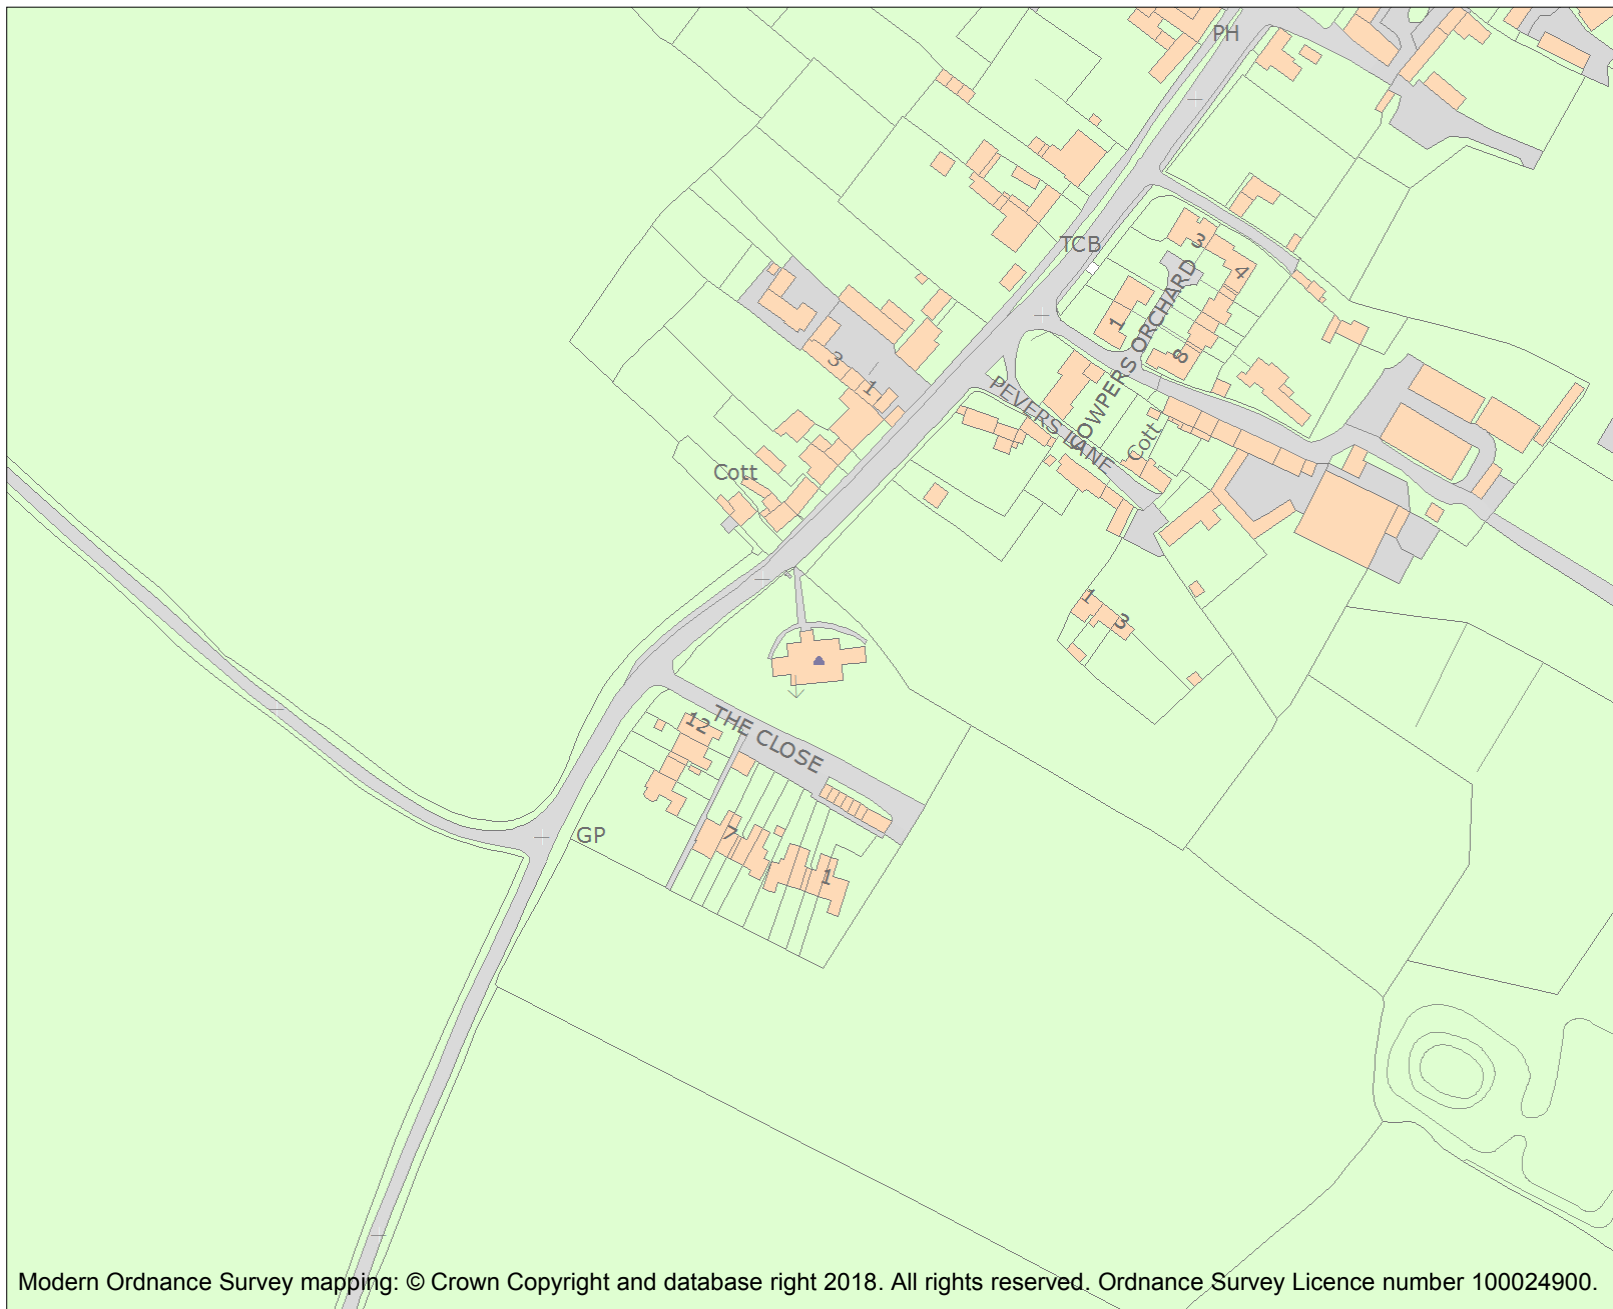 PH
TCB
3
4
1
COWPERS ORCHARD
8
3
1
PEVERS LANE
Cott
Cott
1
3
12
THE CLOSE
GP
7
1
Modern Ordnance Survey mapping: © Crown Copyright and database right 2018. All rights reserved. Ordnance Survey Licence number 100024900.